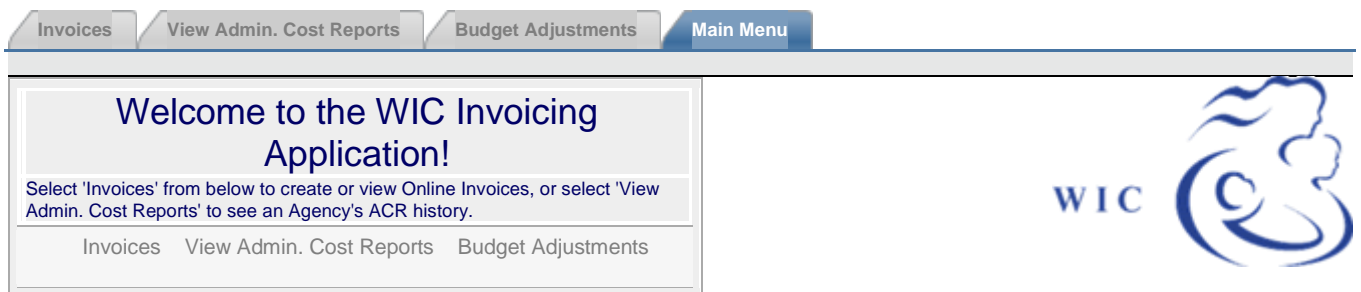 Invoices View Admin. Cost Reports Budget Adjustments Main Menu
Welcome to the WIC Invoicing
Application!
Select 'Invoices' from below to create or view Online Invoices, or select 'View
Admin. Cost Reports' to see an Agency's ACR history.
Invoices View Admin. Cost Reports Budget Adjustments
WIC